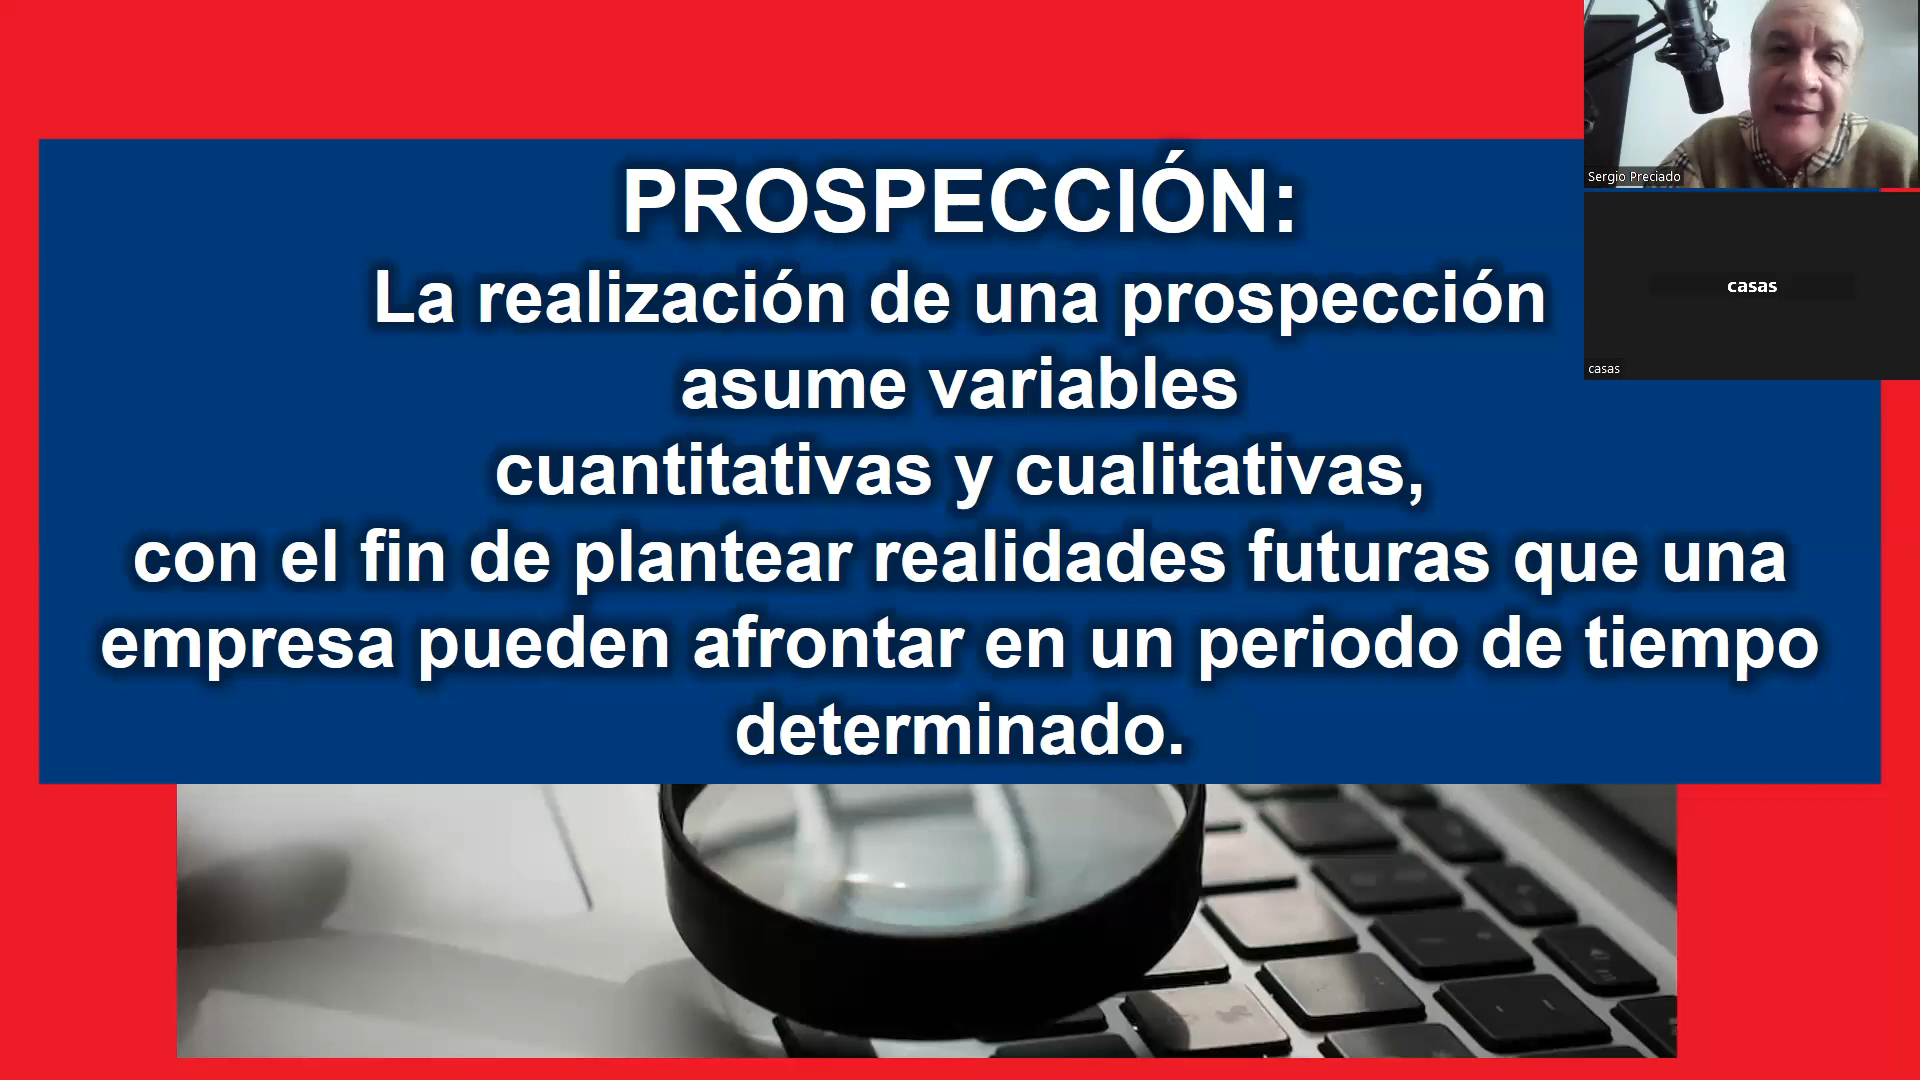 PROSPECCIÓN:
La realización de una prospección
asume variables
cuantitativas y cualitativas,
con el fin de plantear realidades futuras que una
empresa pueden afrontar en un periodo de tiempo
determinado.
Sergio Preciado
casas
casas